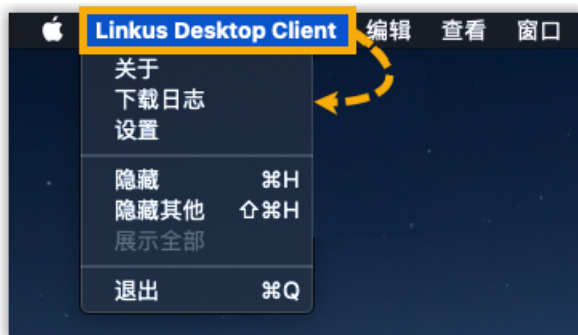 Linkus Desktop Client 编辑 查看 窗口
关于
下载日志
设置
隐藏 ⌘H
隐藏其他 ⇧⌘H
展示全部
退出 ⌘Q